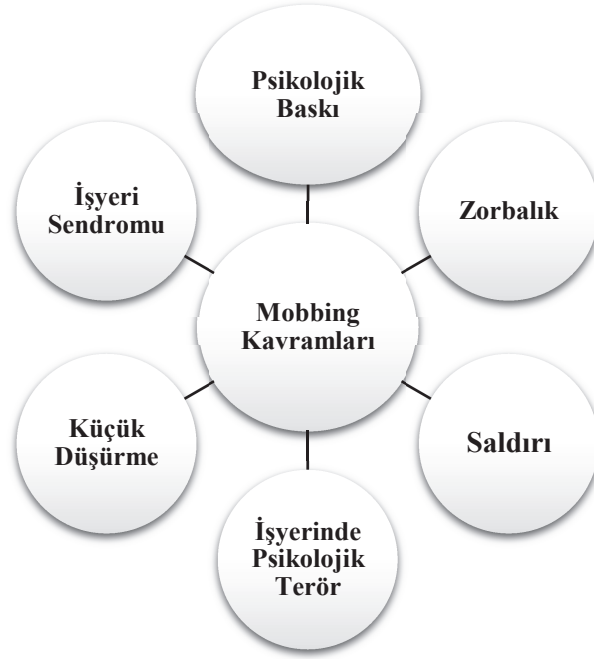 Psikolojik
Baskı
Zorbalık
Saldırı
İşyerinde
Psikolojik
Terör
Küçük
Düşürme
İşyeri
Sendromu
Mobbing
Kavramları